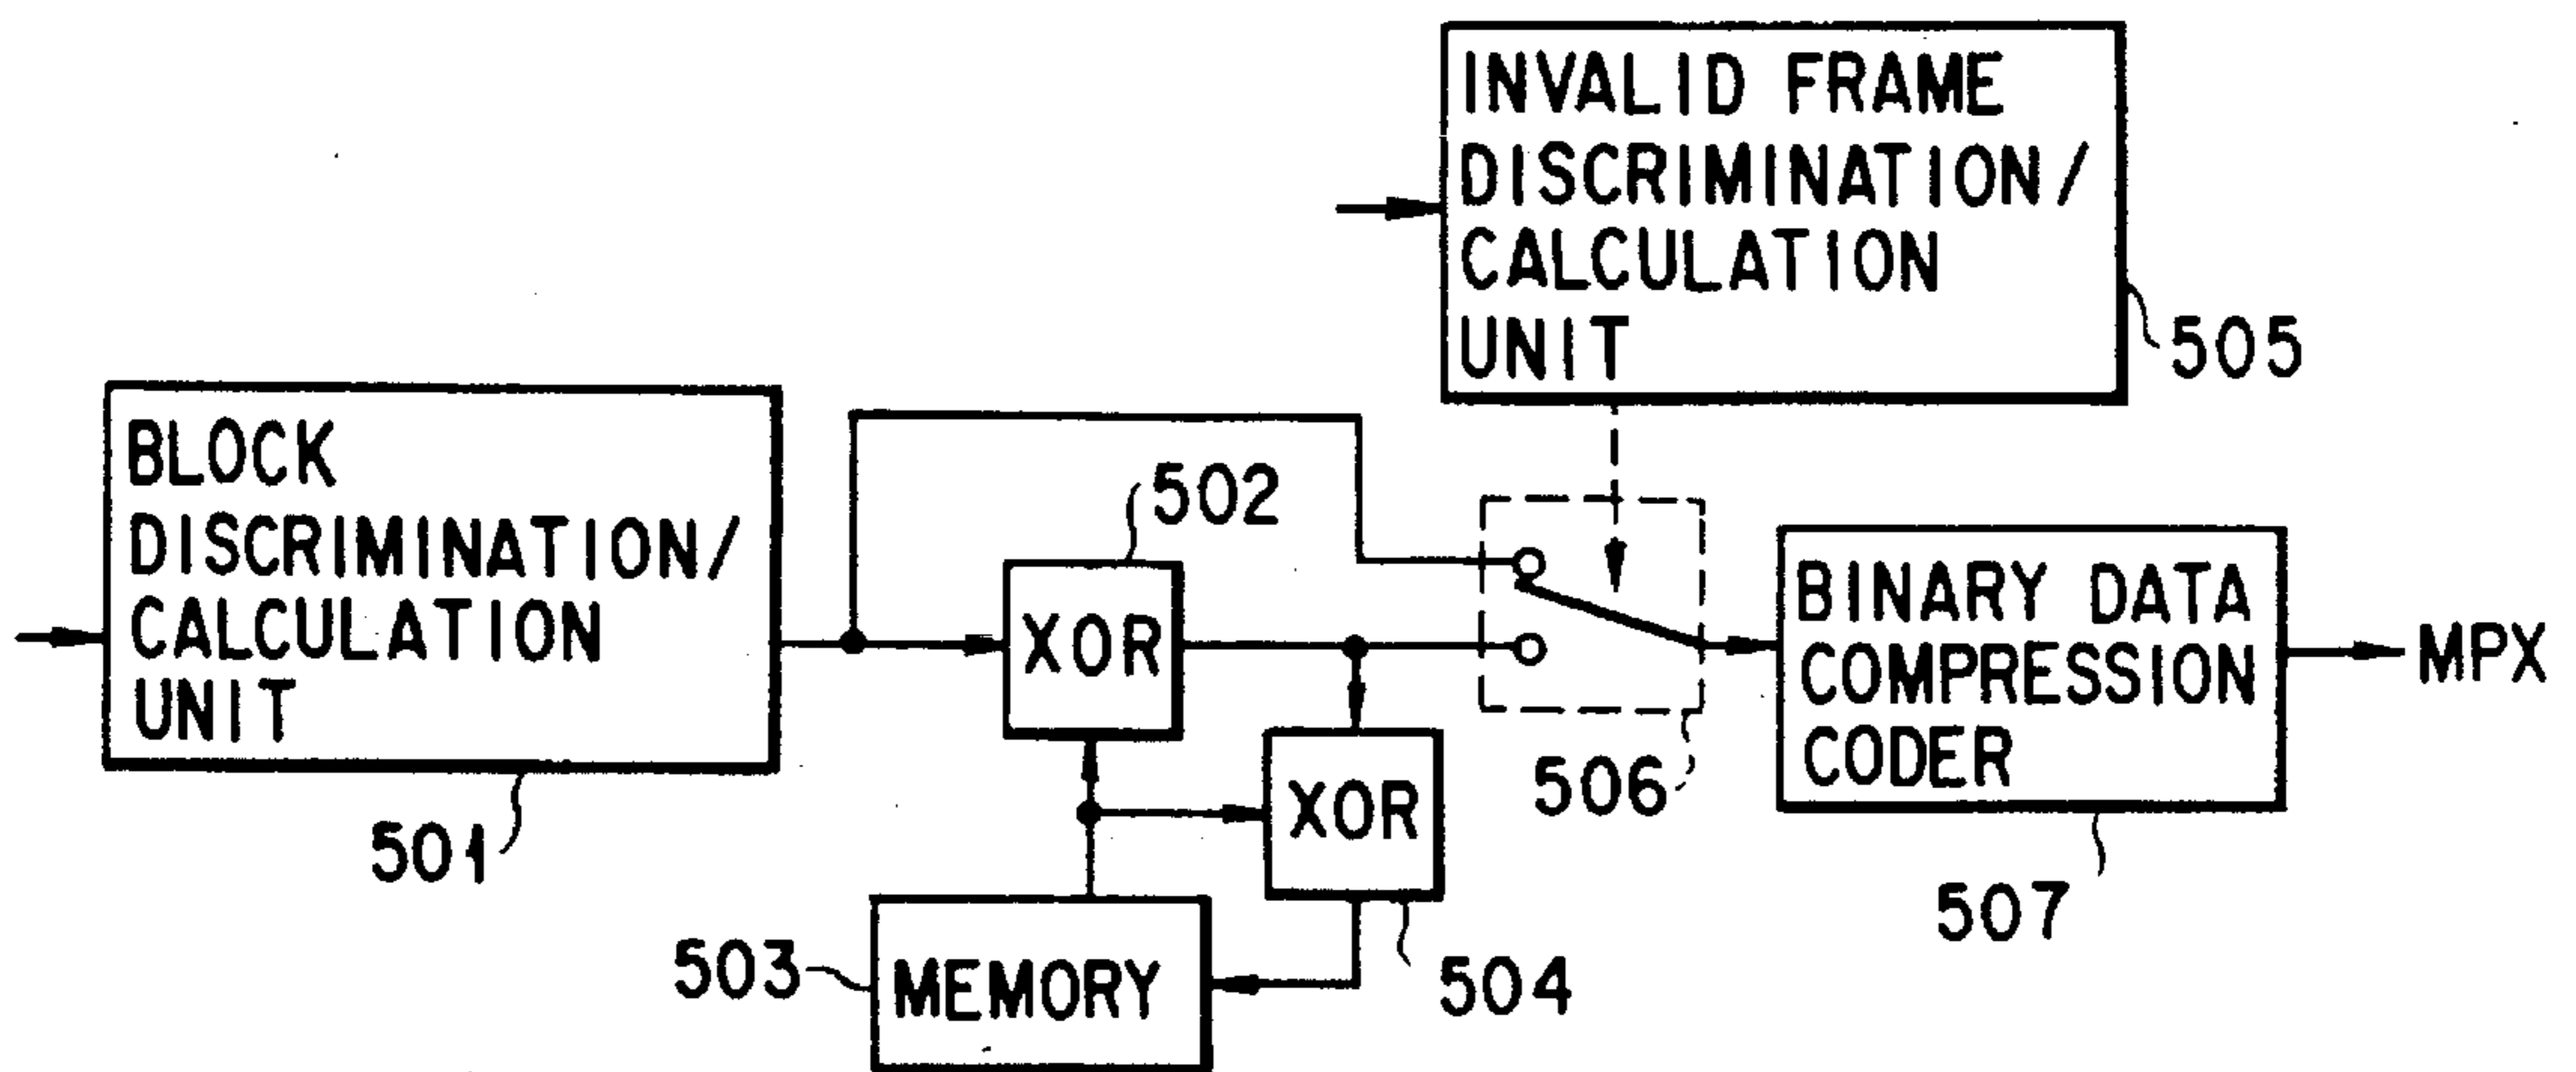 INVALID FRAME
DISCRIMINATION/
CALCULATION
UNIT
505
BLOCK
DISCRIMINATION/
CALCULATION
UNIT
501
502
XOR
XOR
503
MEMORY
504
506
BINARY DATA
COMPRESSION
CODER
507
MPX